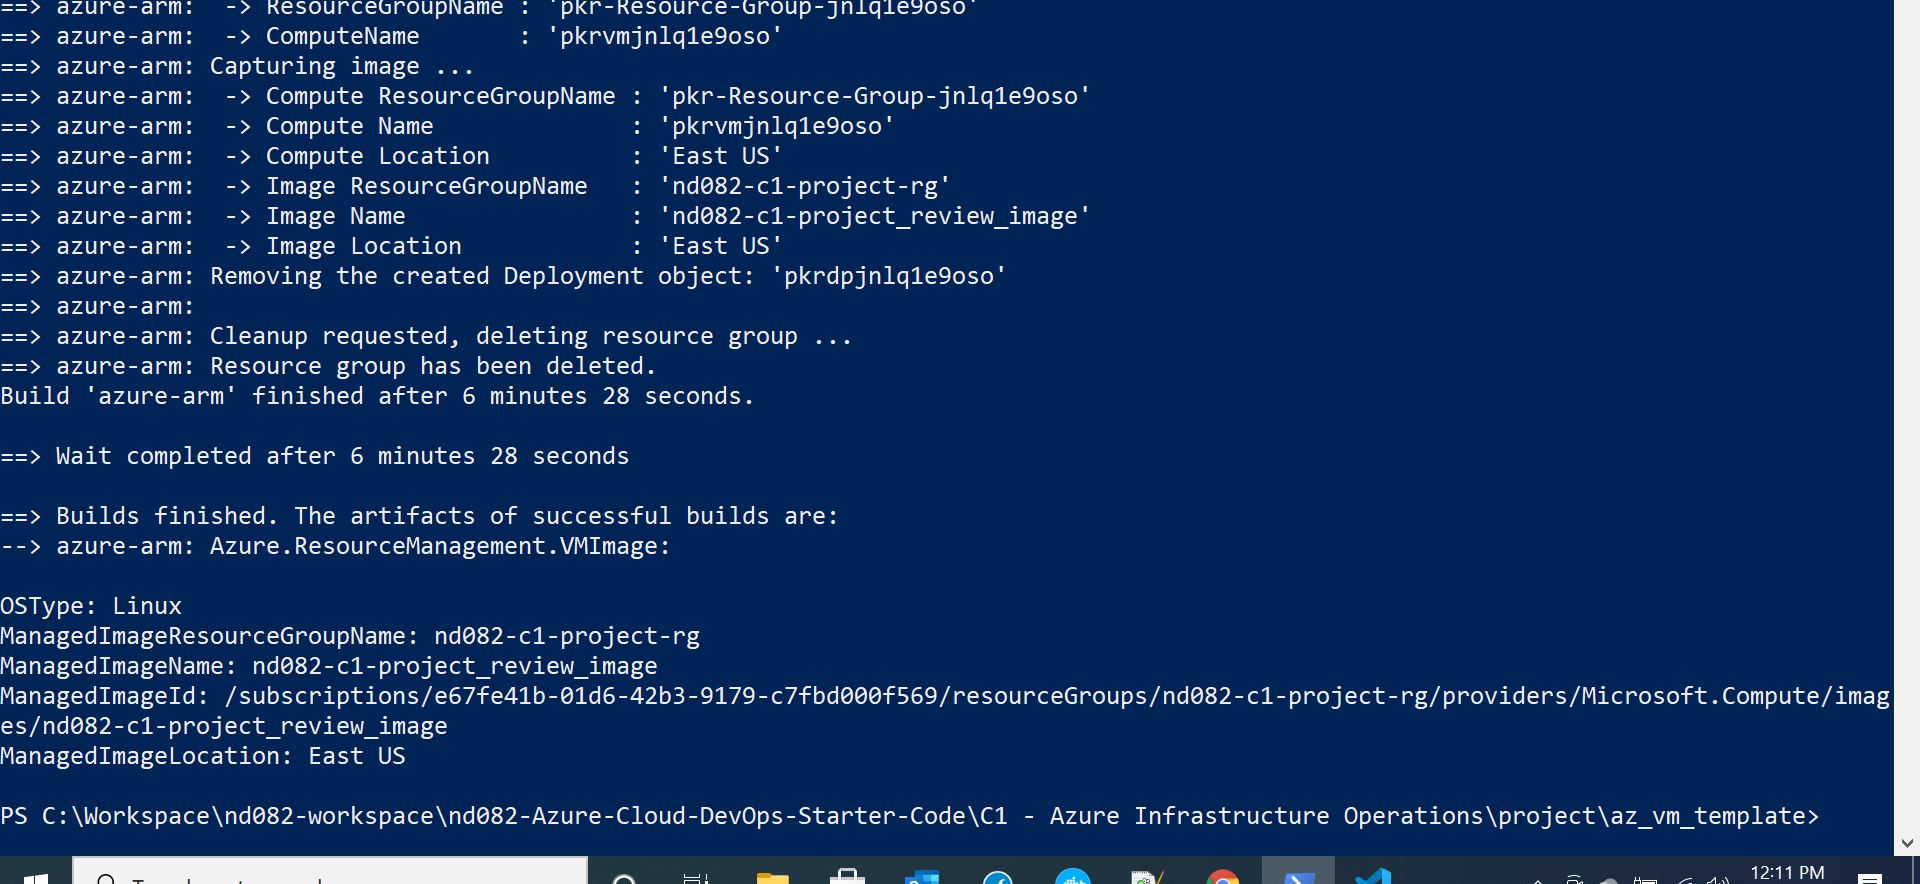 ==> azure-arm:  -> ResourceGroupName : 'pkr-Resource-Group-jnlq1e9oso'
==> azure-arm:  -> ComputeName       : 'pkrvmjnlq1e9oso'
==> azure-arm: Capturing image ...
==> azure-arm:  -> Compute ResourceGroupName : 'pkr-Resource-Group-jnlq1e9oso'
==> azure-arm:  -> Compute Name              : 'pkrvmjnlq1e9oso'
==> azure-arm:  -> Compute Location          : 'East US'
==> azure-arm:  -> Image ResourceGroupName   : 'nd082-c1-project-rg'
==> azure-arm:  -> Image Name                : 'nd082-c1-project_review_image'
==> azure-arm:  -> Image Location            : 'East US'
==> azure-arm: Removing the created Deployment object: 'pkrdpjnlq1e9oso'
==> azure-arm:
==> azure-arm: Cleanup requested, deleting resource group ...
==> azure-arm: Resource group has been deleted.
Build 'azure-arm' finished after 6 minutes 28 seconds.
==> Wait completed after 6 minutes 28 seconds
==> Builds finished. The artifacts of successful builds are:
--> azure-arm: Azure.ResourceManagement.VMImage:
OSType: Linux
ManagedImageResourceGroupName: nd082-c1-project-rg
ManagedImageName: nd082-c1-project_review_image
ManagedImageId: /subscriptions/e67fe41b-01d6-42b3-9179-c7fbd000f569/resourceGroups/nd082-c1-project-rg/providers/Microsoft.Compute/imag
es/nd082-c1-project_review_image
ManagedImageLocation: East US
PS C:\Workspace\nd082-workspace\nd082-Azure-Cloud-DevOps-Starter-Code\C1 - Azure Infrastructure Operations\project\az_vm_template>
12:11 PM